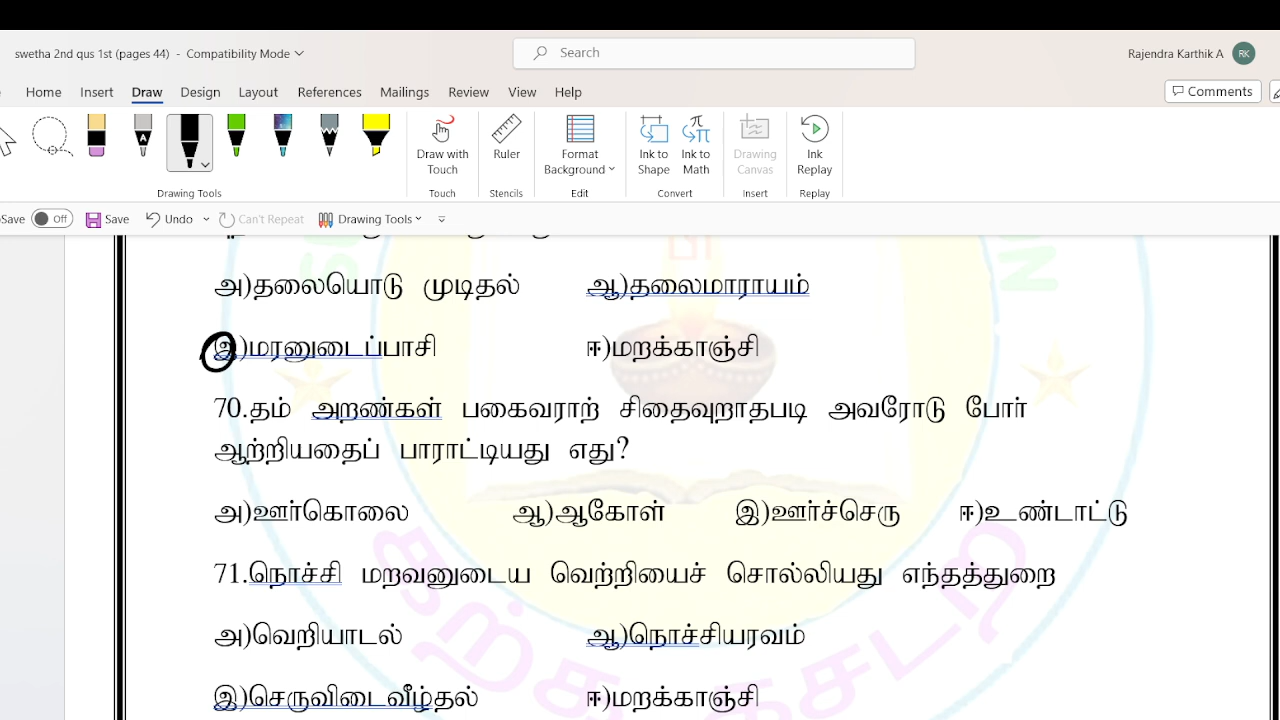 swetha 2nd qus 1st (pages 44) - Compatibility Mode
Search
Rajendra Karthik A RK
Home Insert Draw Design Layout References Mailings Review View Help
Comments
Draw with Touch Ruler Format Background Ink to Shape Ink to Math Drawing Canvas Ink Replay
Drawing Tools Touch Stencils Edit Convert Insert Replay
Save Off Save Undo Can't Repeat Drawing Tools
அ)தலையொடு முடிதல் ஆ)தலைமாராயம்
இ)மரனுடைப்பாசி ஈ)மறக்காஞ்சி
70.தம் அறண்கள் பகைவராற் சிதைவுறாதபடி அவரோடு போர்
ஆற்றியதைப் பாராட்டியது எது?
அ)ஊர்கொலை ஆ)ஆகோள் இ)ஊர்ச்செரு ஈ)உண்டாட்டு
71.நொச்சி மறவனுடைய வெற்றியைச் சொல்லியது எந்தத்துறை
அ)வெறியாடல் ஆ)நொச்சியரவம்
இ)செருவிடைவீழ்தல் ஈ)மறக்காஞ்சி